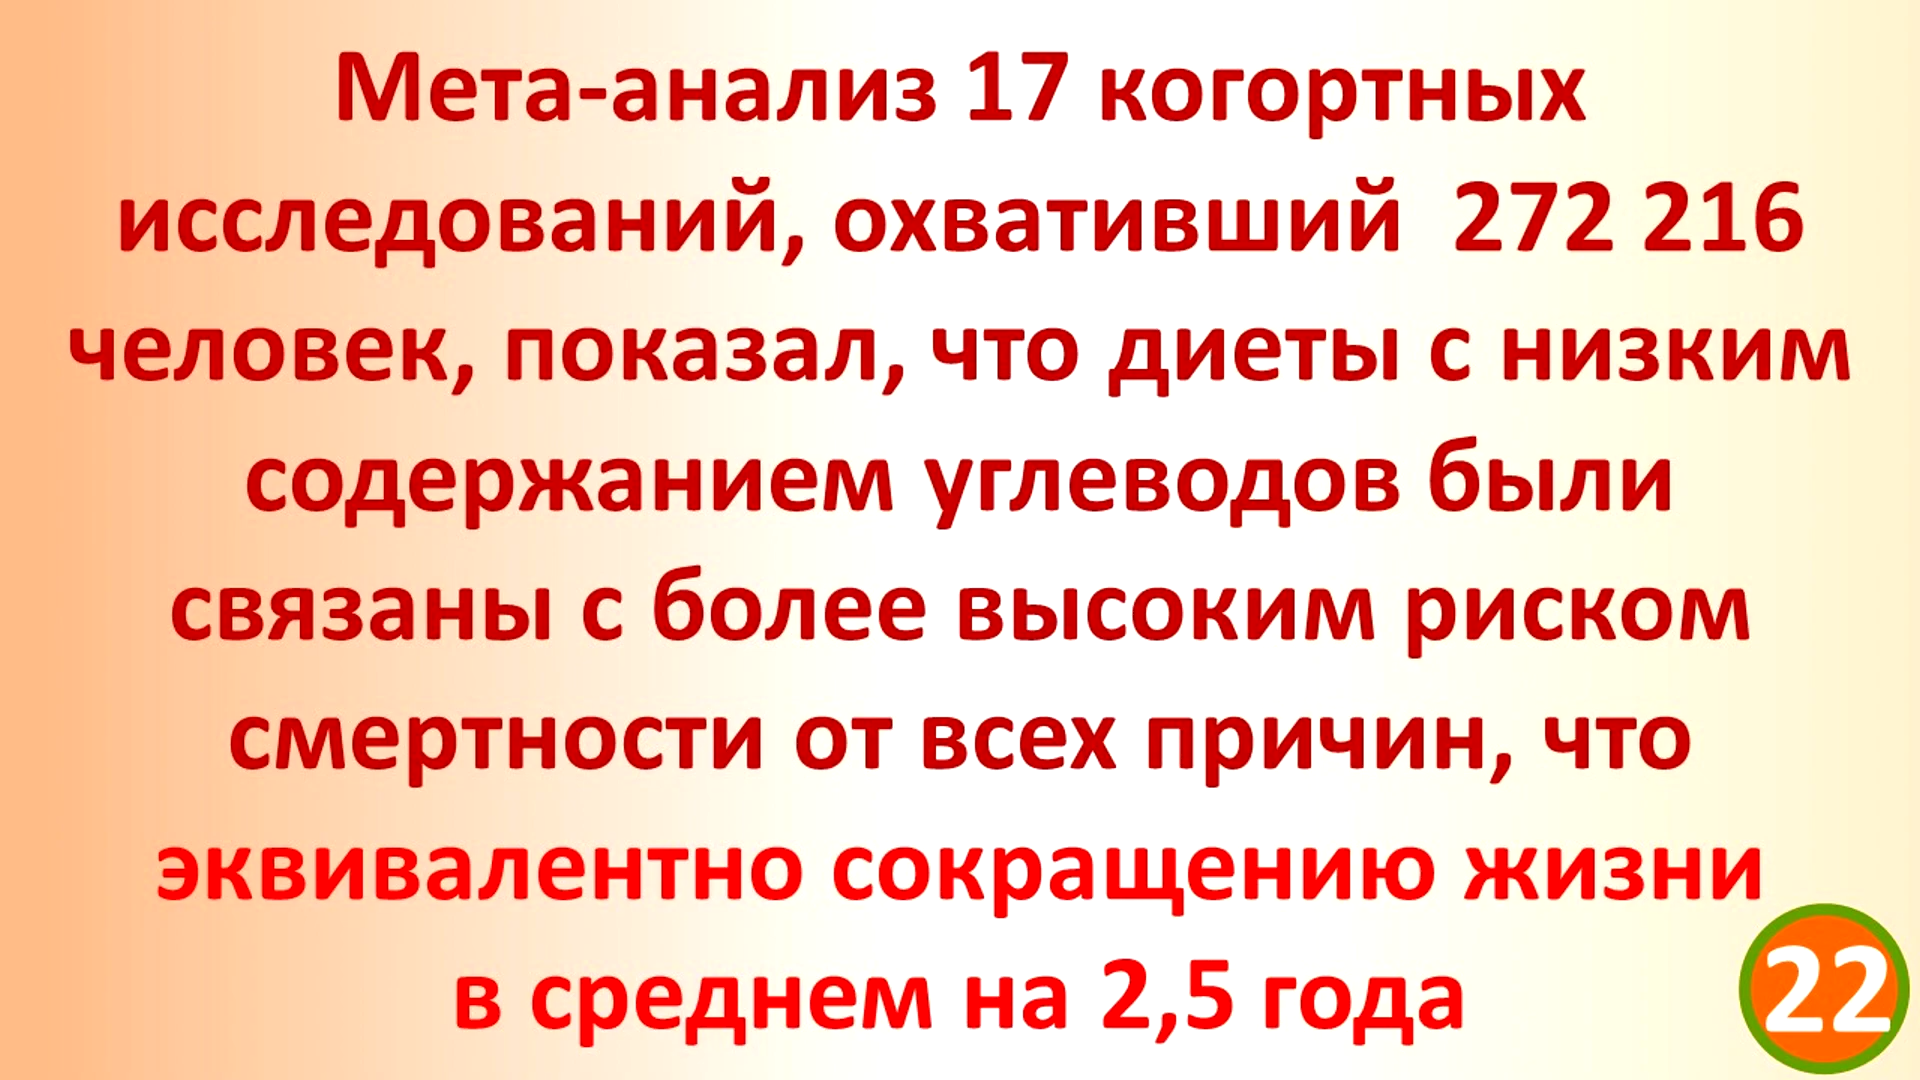 Мета-анализ 17 когортных
исследований, охвативший 272 216
человек, показал, что диеты с низким
содержанием углеводов были
связаны с более высоким риском
смертности от всех причин, что
эквивалентно сокращению жизни
в среднем на 2,5 года
22